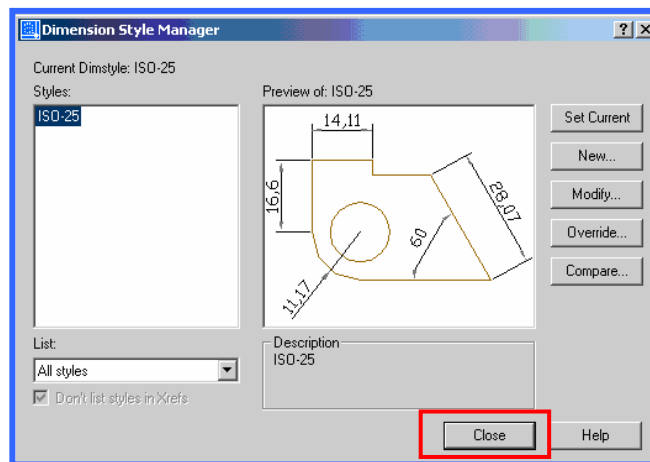 Dimension Style Manager
Current Dimstyle: ISO-25
Styles:
ISO-25
Preview of: ISO-25
14,11
16,6
28,07
60
11,17
Set Current
New...
Modify...
Override...
Compare...
List:
All styles
Don't list styles in Xrefs
Description
ISO-25
Close
Help